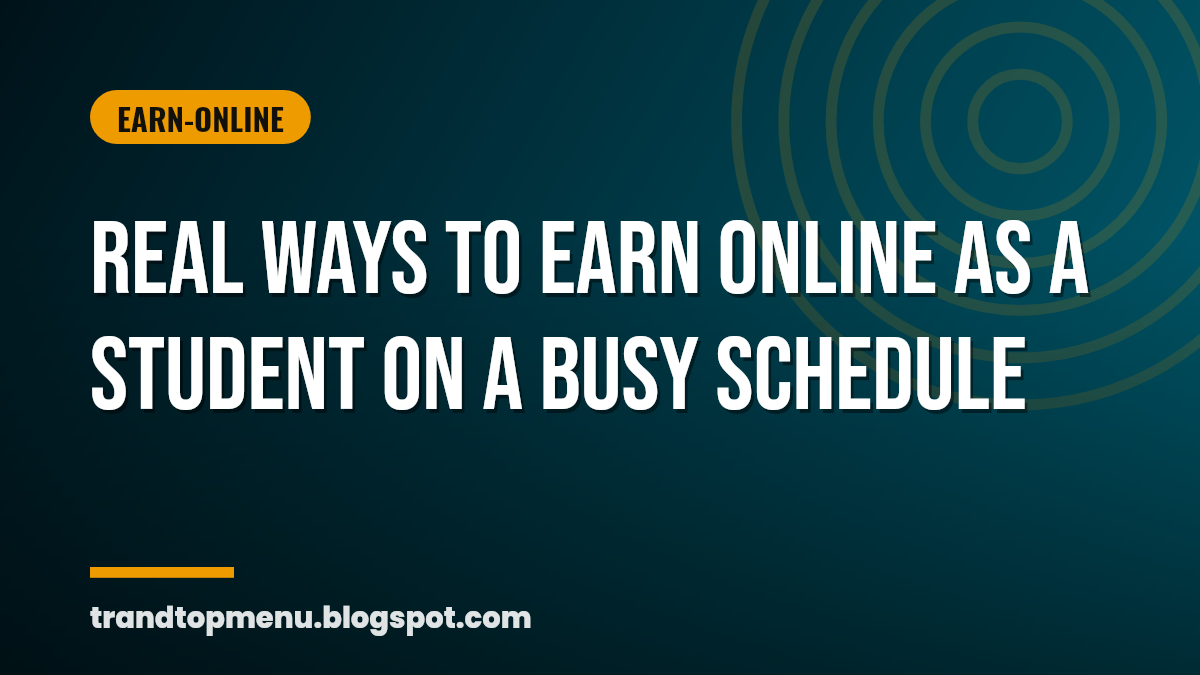 EARN-ONLINE
REAL WAYS TO EARN ONLINE AS A
STUDENT ON A BUSY SCHEDULE
trandtopmenu.blogspot.com